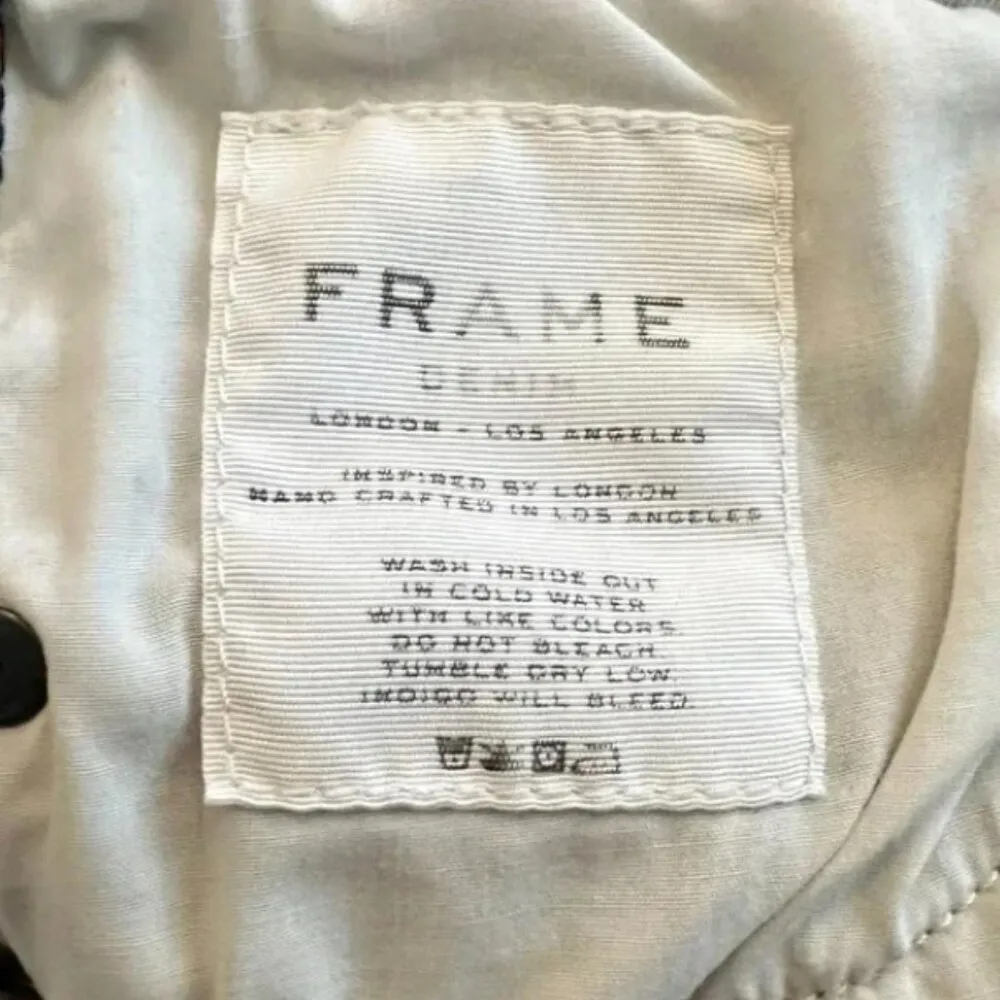 FRAME
DENIM
LONDON - LOS ANGELES
INSPIRED BY LONDON
HAND CRAFTED IN LOS ANGELES
WASH INSIDE OUT
IN COLD WATER
WITH LIKE COLORS.
DO NOT BLEACH.
TUMBLE DRY LOW.
INDIGO WILL BLEED.